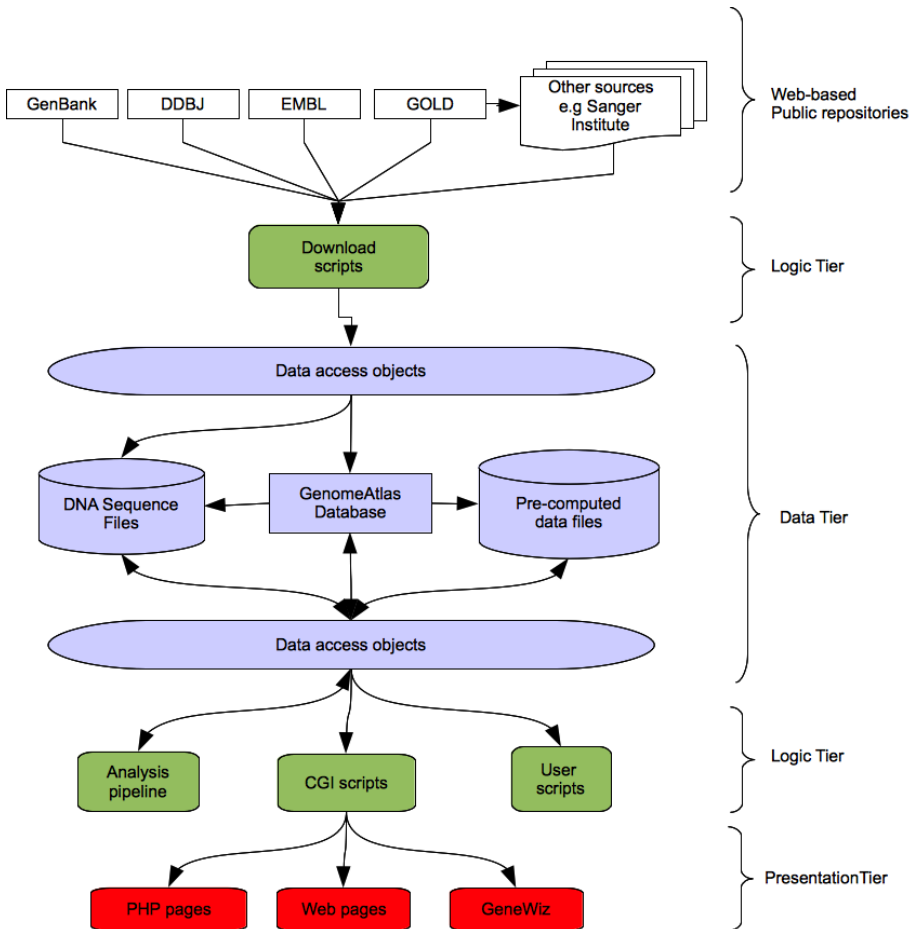 GenBank
DDBJ
EMBL
GOLD
Other sources
e.g Sanger
Institute
Web-based
Public repositories
Download
scripts
Logic Tier
Data access objects
DNA Sequence
Files
GenomeAtlas
Database
Pre-computed
data files
Data Tier
Data access objects
Analysis
pipeline
CGI scripts
User
scripts
Logic Tier
PHP pages
Web pages
GeneWiz
PresentationTier